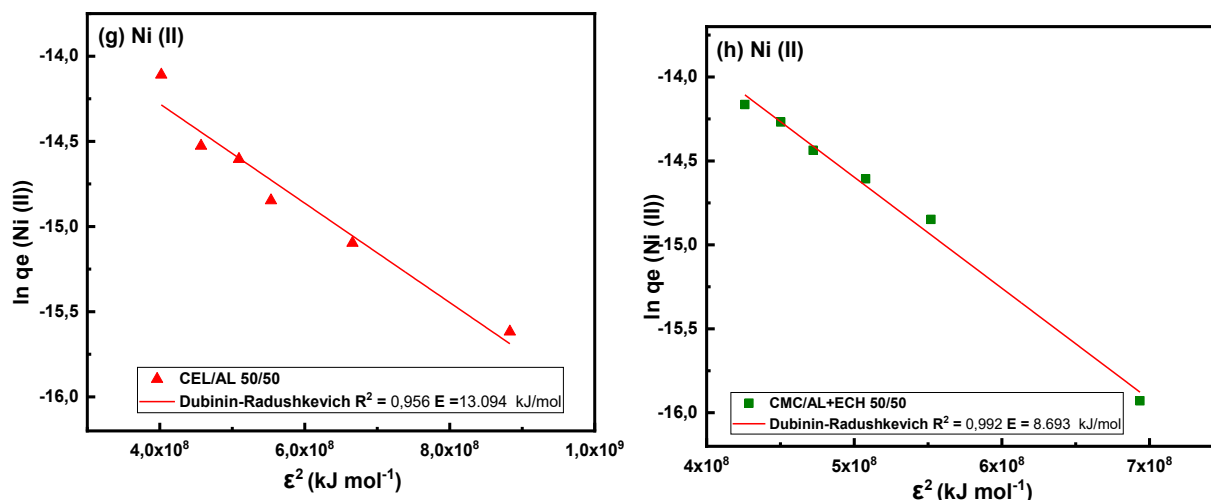 (g) Ni (II)
ln qe (Ni (II))
-14,0
-14,5
-15,0
-15,5
-16,0
CEL/AL 50/50
Dubinin-Radushkevich R² = 0,956 E =13.094 kJ/mol
4,0x10⁸
6,0x10⁸
8,0x10⁸
1,0x10⁹
ε² (kJ mol⁻¹)
(h) Ni (II)
ln qe (Ni (II))
-14,0
-14,5
-15,0
-15,5
-16,0
CMC/AL+ECH 50/50
Dubinin-Radushkevich R² = 0,992 E = 8.693 kJ/mol
4x10⁸
5x10⁸
6x10⁸
7x10⁸
ε² (kJ mol⁻¹)